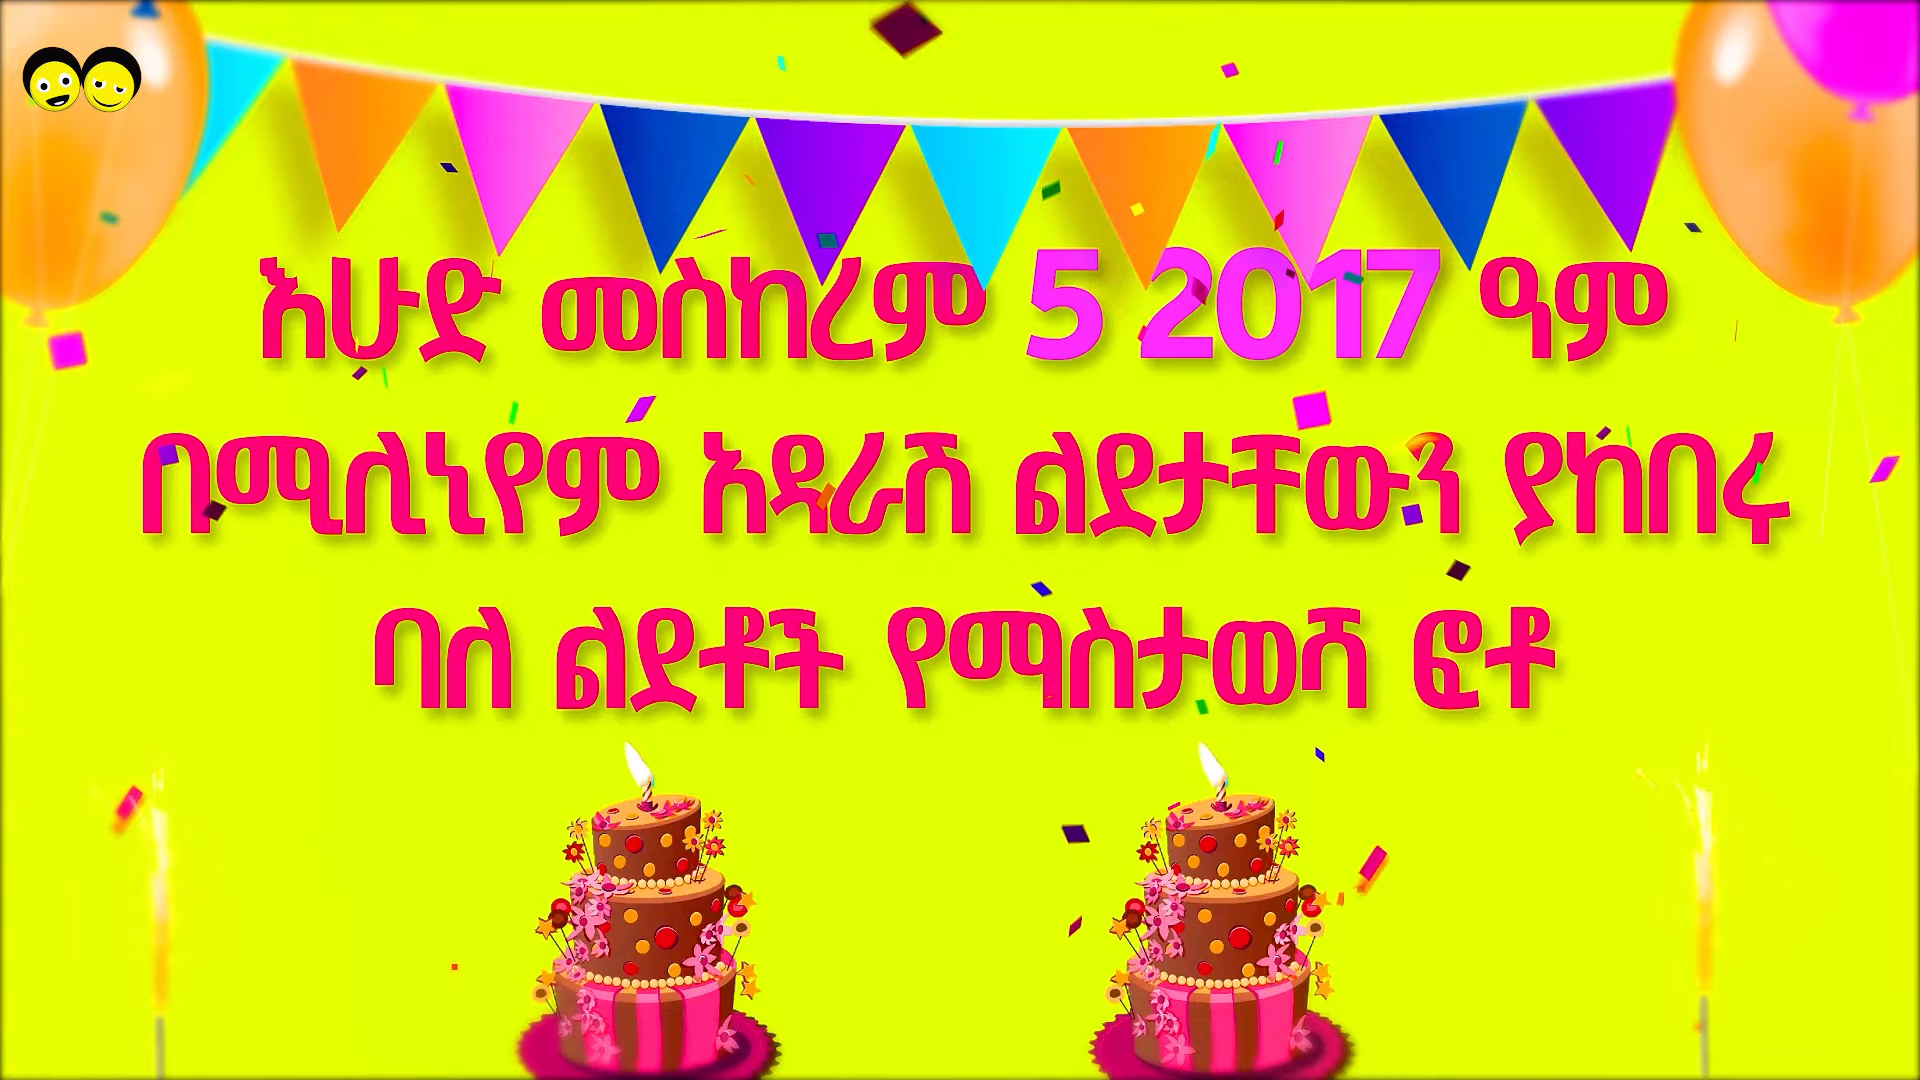 እሁድ መስከረም 5 2017 ዓም
በሚሊኒየም አዳራሽ ልደታቸውን ያከበሩ
ባለ ልደቶች የማስታወሻ ፎቶ